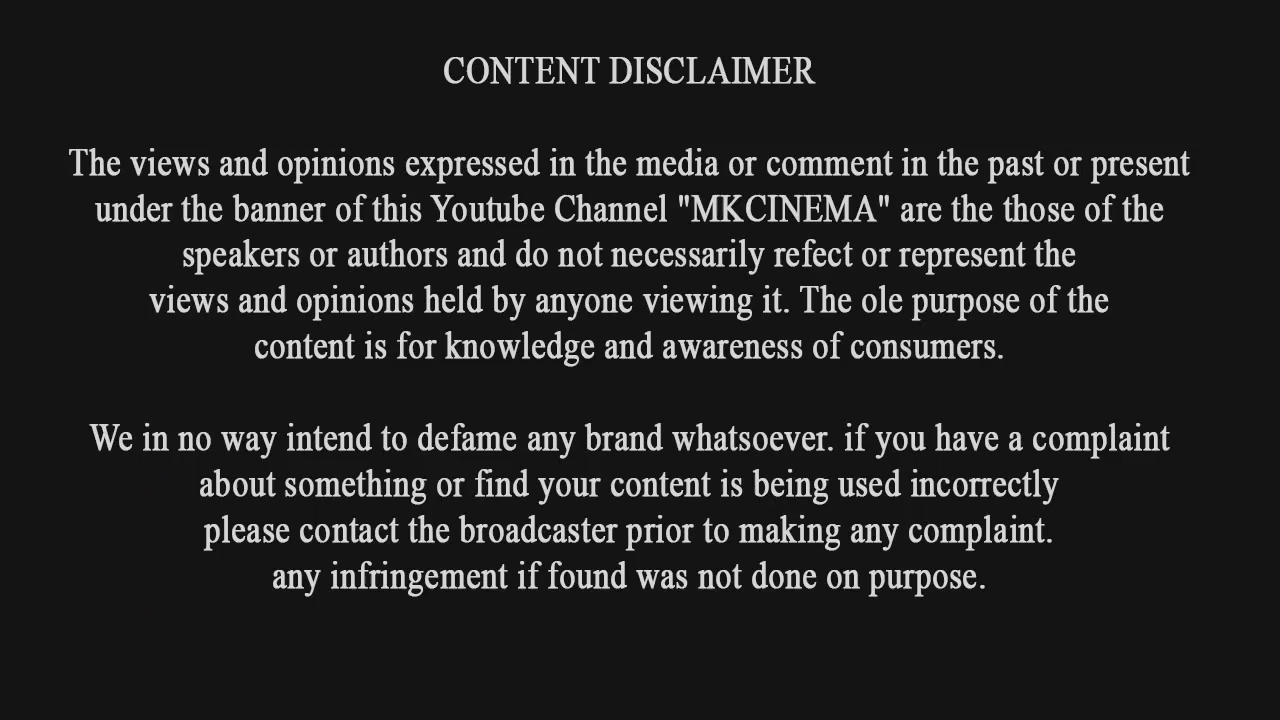 CONTENT DISCLAIMER
The views and opinions expressed in the media or comment in the past or present
under the banner of this Youtube Channel "MKCINEMA" are the those of the
speakers or authors and do not necessarily refect or represent the
views and opinions held by anyone viewing it. The ole purpose of the
content is for knowledge and awareness of consumers.
We in no way intend to defame any brand whatsoever. if you have a complaint
about something or find your content is being used incorrectly
please contact the broadcaster prior to making any complaint.
any infringement if found was not done on purpose.